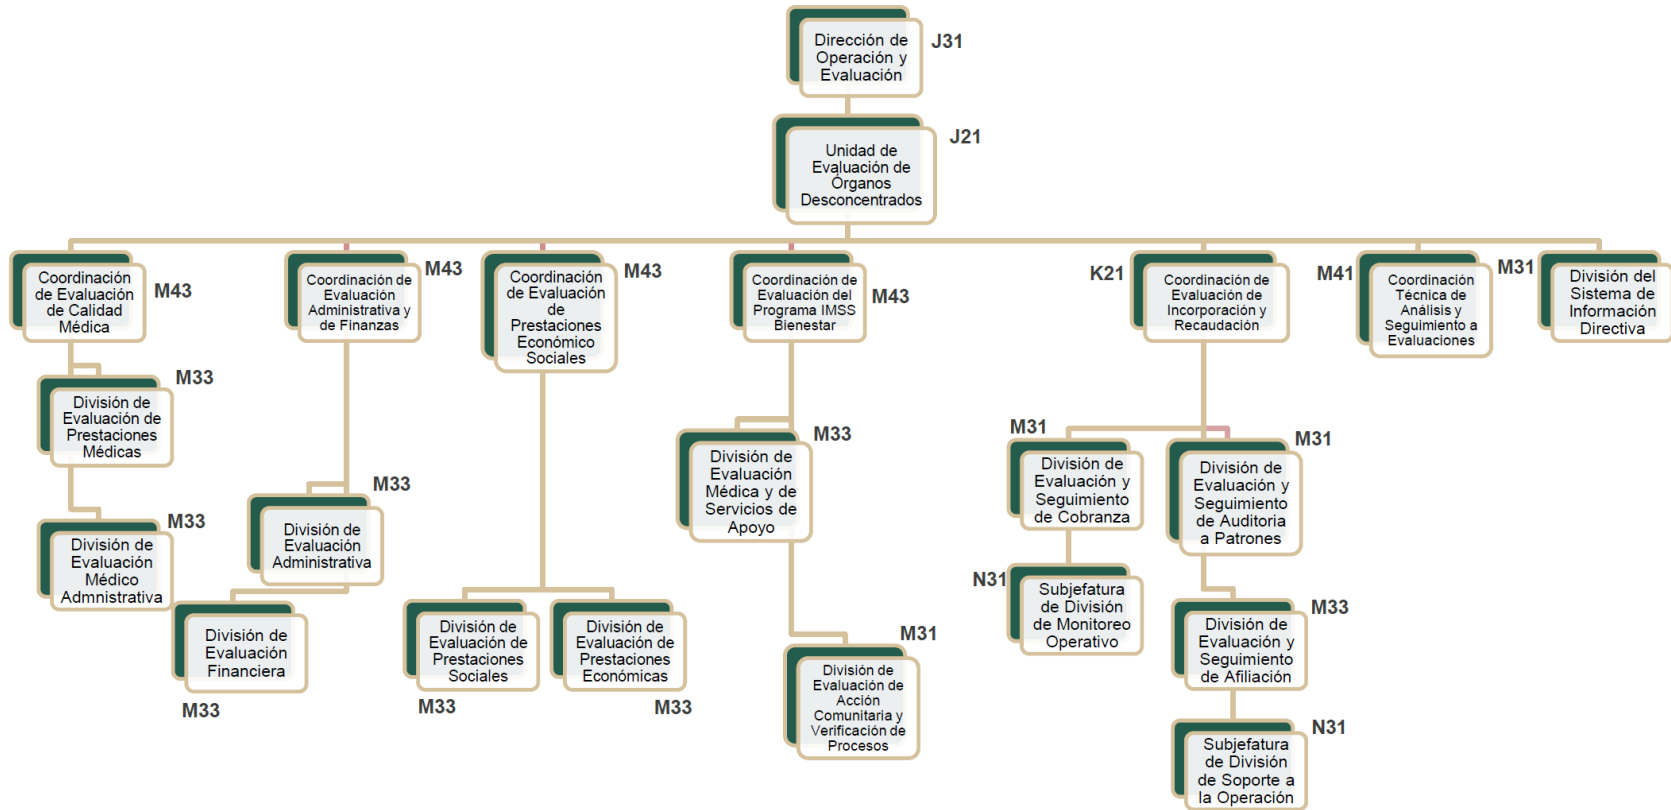 Dirección de
Operación y
Evaluación
J31
Unidad de
Evaluación de
Órganos
Desconcentrados
J21
Coordinación
de Evaluación
de Calidad
Médica
M43
Coordinación de
Evaluación
Administrativa y
de Finanzas
M43
Coordinación
de Evaluación
de
Prestaciones
Económico
Sociales
M43
Coordinación de
Evaluación del
Programa IMSS
Bienestar
M43
K21
Coordinación de
Evaluación de
Incorporación y
Recaudación
M41
Coordinación
Técnica de
Análisis y
Seguimiento a
Evaluaciones
M31
División del
Sistema de
Información
Directiva
M33
División de
Evaluación de
Prestaciones
Médicas
M33
División de
Evaluación
Médico
Admnistrativa
M33
División de
Evaluación
Administrativa
División de
Evaluación
Financiera
M33
División de
Evaluación de
Prestaciones
Sociales
M33
División de
Evaluación de
Prestaciones
Económicas
M33
M33
División de
Evaluación
Médica y de
Servicios de
Apoyo
M31
División de
Evaluación de
Acción
Comunitaria y
Verificación de
Procesos
M31
División de
Evaluación y
Seguimiento
de Cobranza
N31
Subjefatura
de División
de Monitoreo
Operativo
M31
División de
Evaluación y
Seguimiento
de Auditoria
a Patrones
M33
División de
Evaluación y
Seguimiento
de Afiliación
N31
Subjefatura
de División
de Soporte a
la Operación